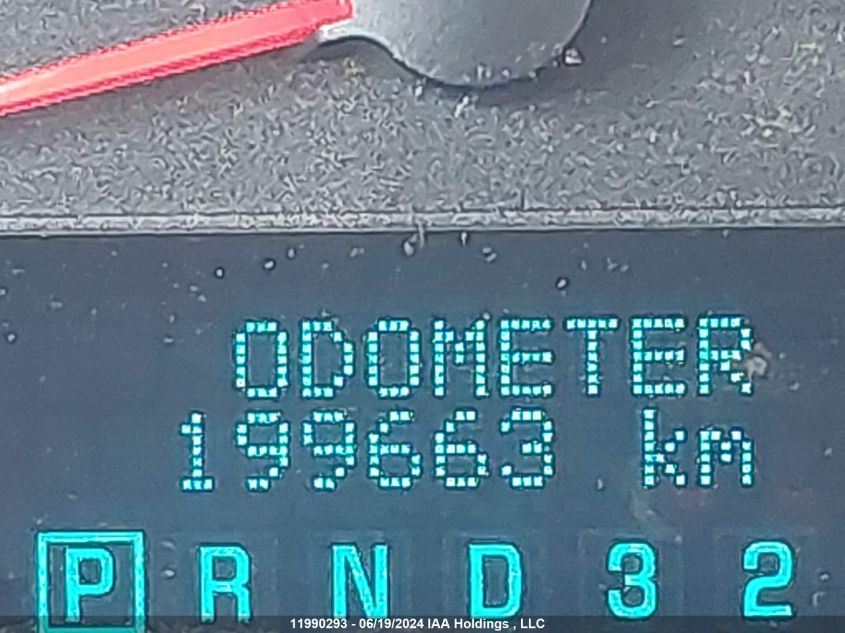 ODOMETER
199663 km
P R N D 3 2
11990293 - 06/19/2024 IAA Holdings , LLC